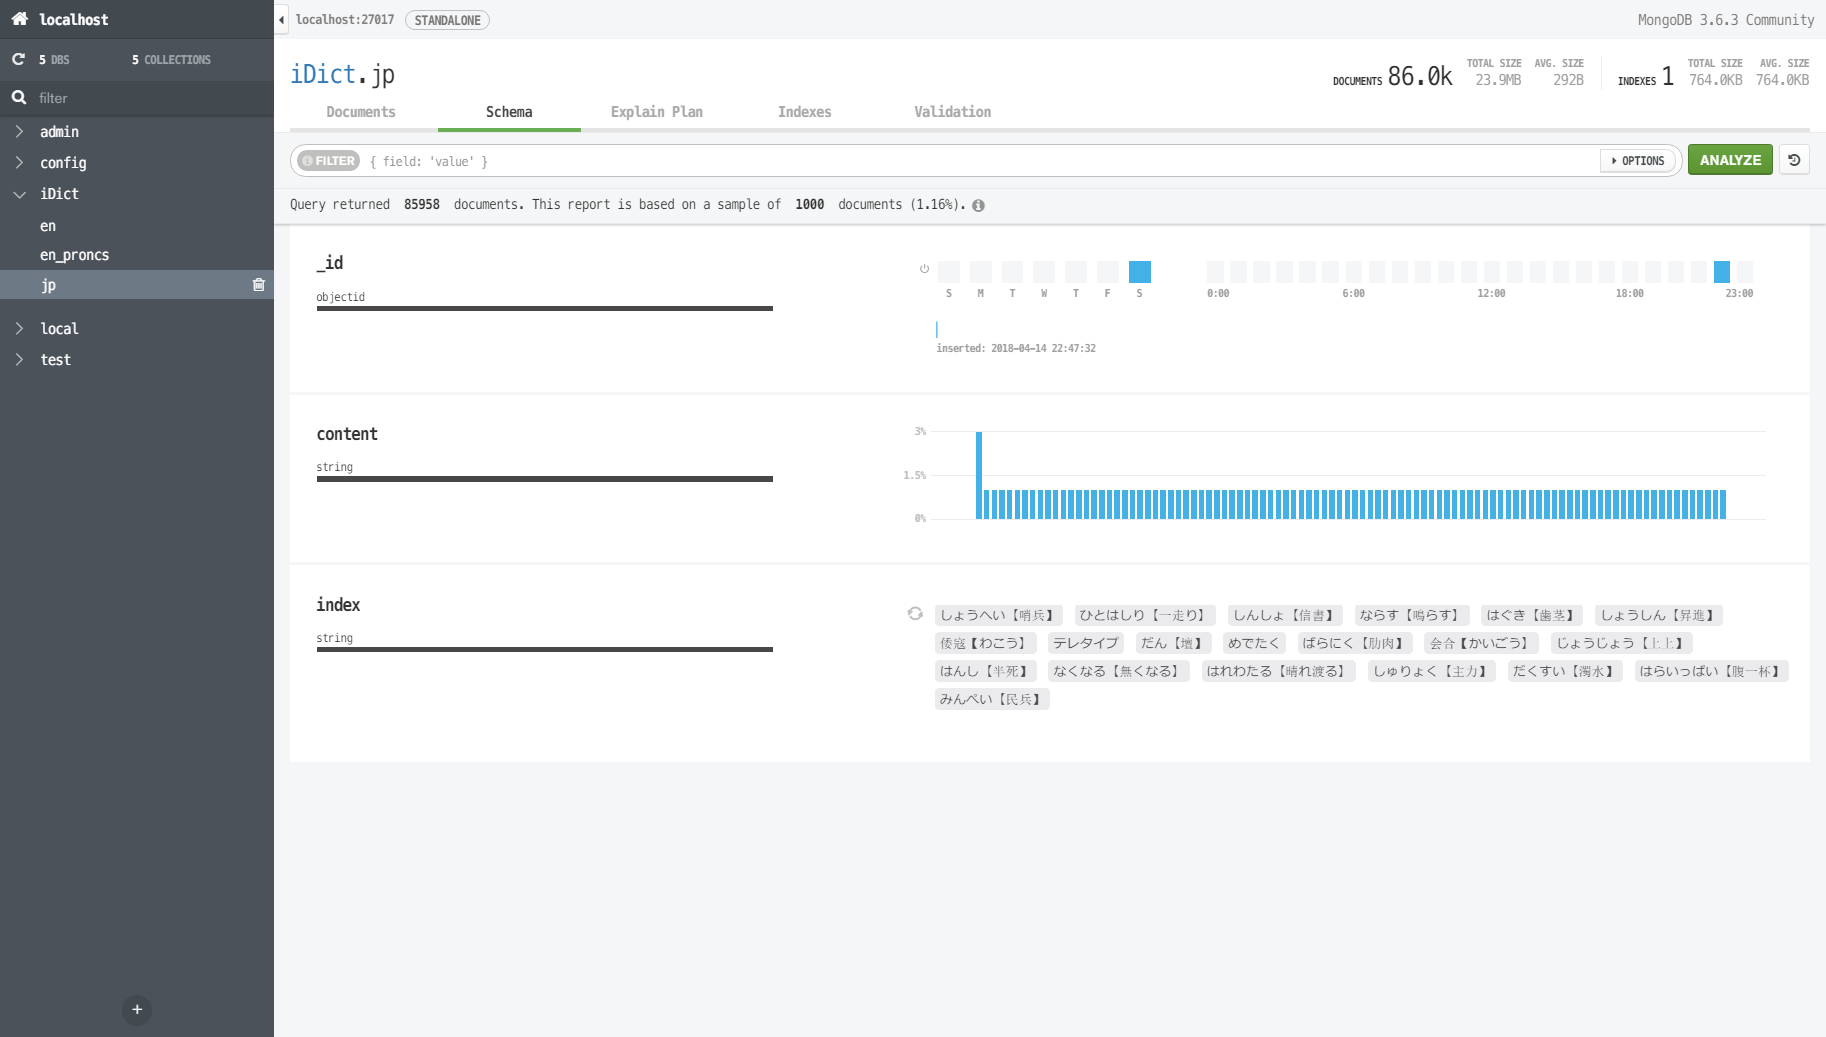 localhost
5 DBS 5 COLLECTIONS
filter
admin
config
iDict
en
en_proncs
jp
local
test
+
localhost:27017 STANDALONE MongoDB 3.6.3 Community
iDict.jp
DOCUMENTS 86.0k TOTAL SIZE 23.9MB AVG. SIZE 292B INDEXES 1 TOTAL SIZE 764.0KB AVG. SIZE 764.0KB
Documents Schema Explain Plan Indexes Validation
FILTER { field: 'value' } OPTIONS ANALYZE
Query returned 85958 documents. This report is based on a sample of 1000 documents (1.16%).
_id
objectid
S M T W T F S 0:00 6:00 12:00 18:00 23:00
inserted: 2018-04-14 22:47:32
content
string
3%
1.5%
0%
index
string
しょうへい【哨兵】 ひとはしり【一走り】 しんしょ【信書】 ならす【鳴らす】 はぐき【歯茎】 しょうしん【昇進】
倭寇【わこう】 テレタイプ だん【壇】 めでたく ばらにく【肋肉】 会合【かいごう】 じょうじょう【上上】
はんし【半死】 なくなる【無くなる】 はれわたる【晴れ渡る】 しゅりょく【主力】 だくすい【濁水】 はらいっぱい【腹一杯】
みんぺい【民兵】